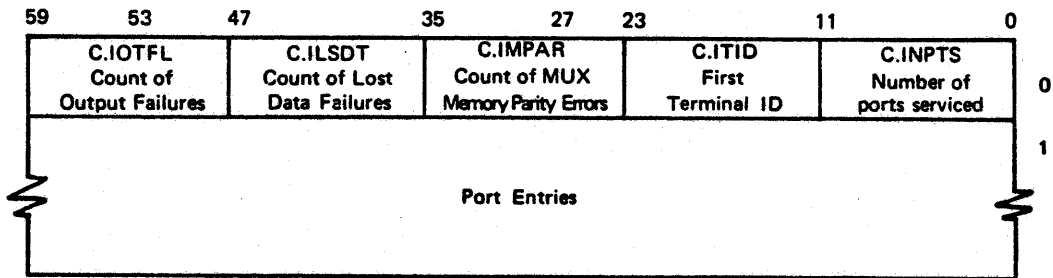 59 53 47 35 27 23 11 0
C.IOTFL C.ILSDT C.IMPAR C.ITID C.INPTS
Count of Count of Lost Count of MUX First Number of
Output Failures Data Failures Memory Parity Errors Terminal ID ports serviced
0
1
Port Entries